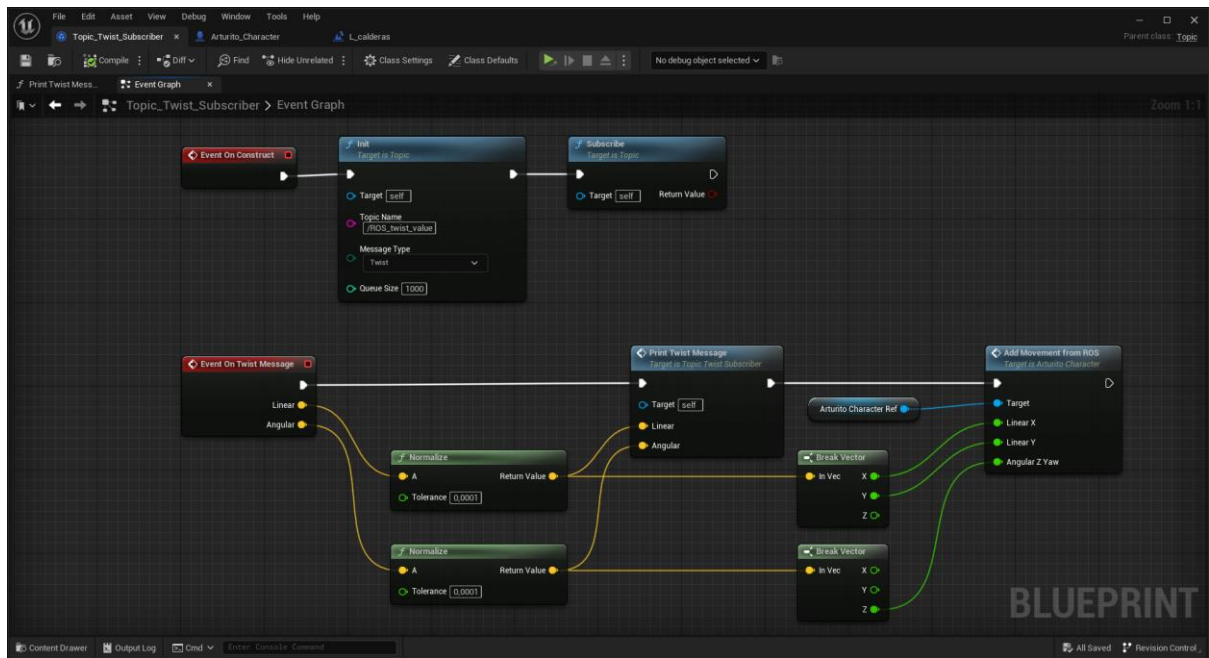 File Edit Asset View Debug Window Tools Help
Topic_Twist_Subscriber Arturito_Character L_calderas
Parent class: Topic
Compile Diff Find Hide Unrelated Class Settings Class Defaults No debug object selected
Print Twist Mess... Event Graph
Topic_Twist_Subscriber > Event Graph Zoom 1:1
Event On Construct
Init
Target is Topic
Target self
Topic Name
/ROS_twist_value
Message Type
Twist
Queue Size 1000
Subscribe
Target is Topic
Target self Return Value
Event On Twist Message
Linear
Angular
Normalize
A Return Value
Tolerance 0,0001
Normalize
A Return Value
Tolerance 0,0001
Print Twist Message
Target is Topic Twist Subscriber
Target self
Linear
Angular
Arturito Character Ref
Break Vector
In Vec X
Y
Z
Break Vector
In Vec X
Y
Z
Add Movement from ROS
Target is Arturito Character
Target
Linear X
Linear Y
Angular Z Yaw
BLUEPRINT
Content Drawer Output Log Cmd Enter Console Command All Saved Revision Control